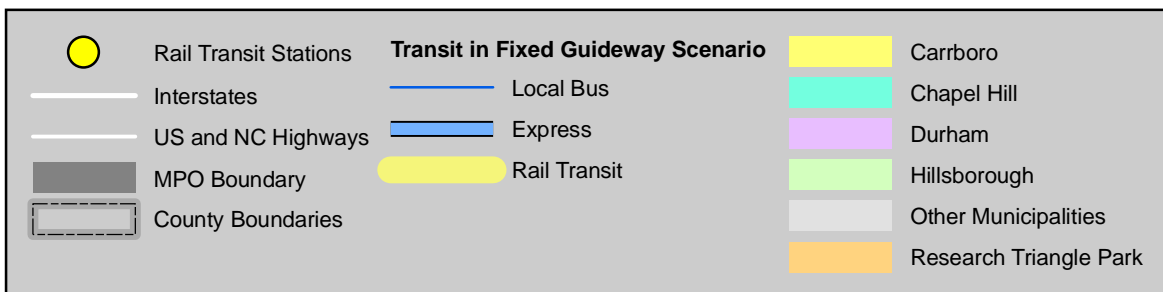 Rail Transit Stations
Interstates
US and NC Highways
MPO Boundary
County Boundaries
Transit in Fixed Guideway Scenario
Local Bus
Express
Rail Transit
Carrboro
Chapel Hill
Durham
Hillsborough
Other Municipalities
Research Triangle Park